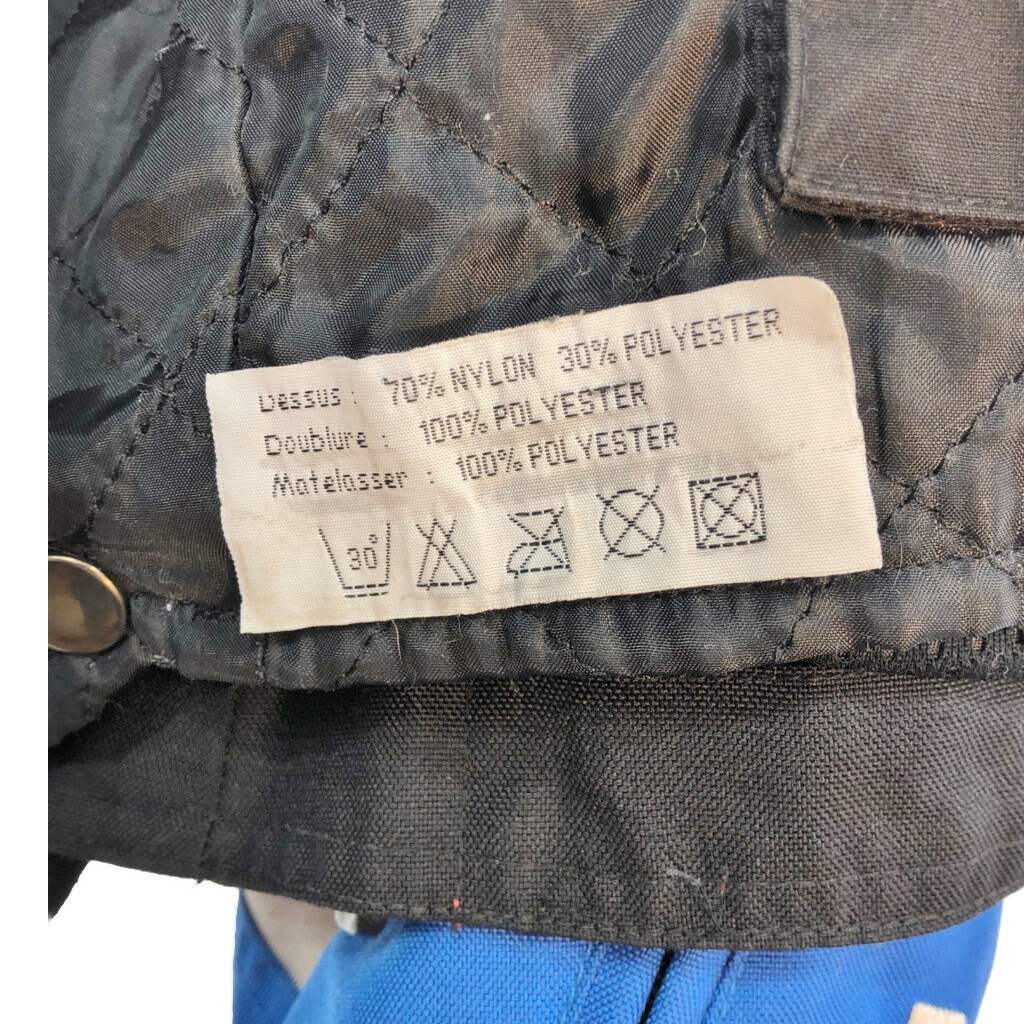 Dessus : 70% NYLON 30% POLYESTER
Doublure : 100% POLYESTER
Matelasser : 100% POLYESTER
30°